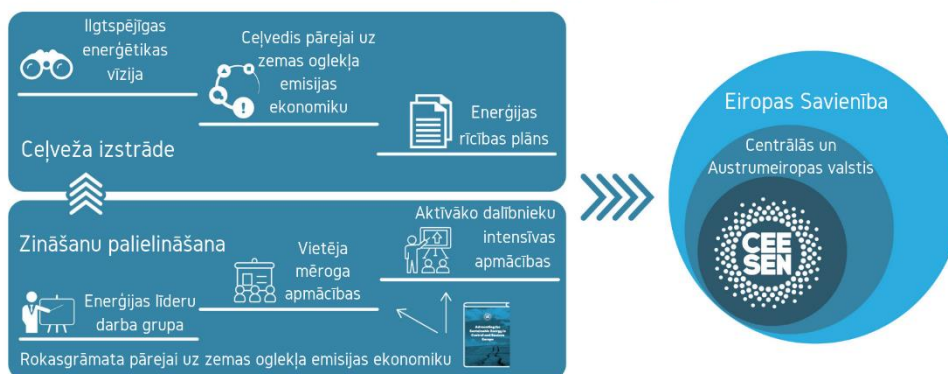 Ilgtspējīgas
enerģētikas
vīzija
Ceļvedis pārejai uz
zemas oglekļa
emisijas
ekonomiku
Enerģijas
rīcības plāns
Ceļveža izstrāde
Zināšanu palielināšana
Enerģijas līderu
darba grupa
Vietēja
mēroga
apmācības
Aktīvāko dalībnieku
intensīvas
apmācības
Rokasgrāmata pārejai uz zemas oglekļa emisijas ekonomiku
Eiropas Savienība
Centrālās un
Austrumeiropas valstis
CEE
SEN